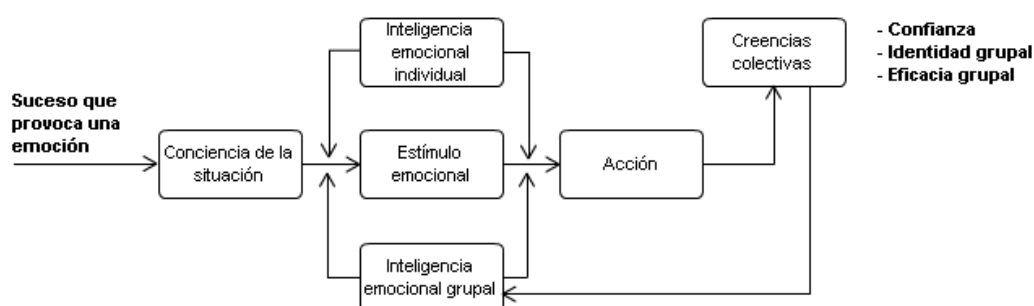 Inteligencia
emocional
individual
Creencias
colectivas
- Confianza
- Identidad grupal
- Eficacia grupal
Suceso que
provoca una
emoción
Conciencia de la
situación
Estímulo
emocional
Acción
Inteligencia
emocional grupal